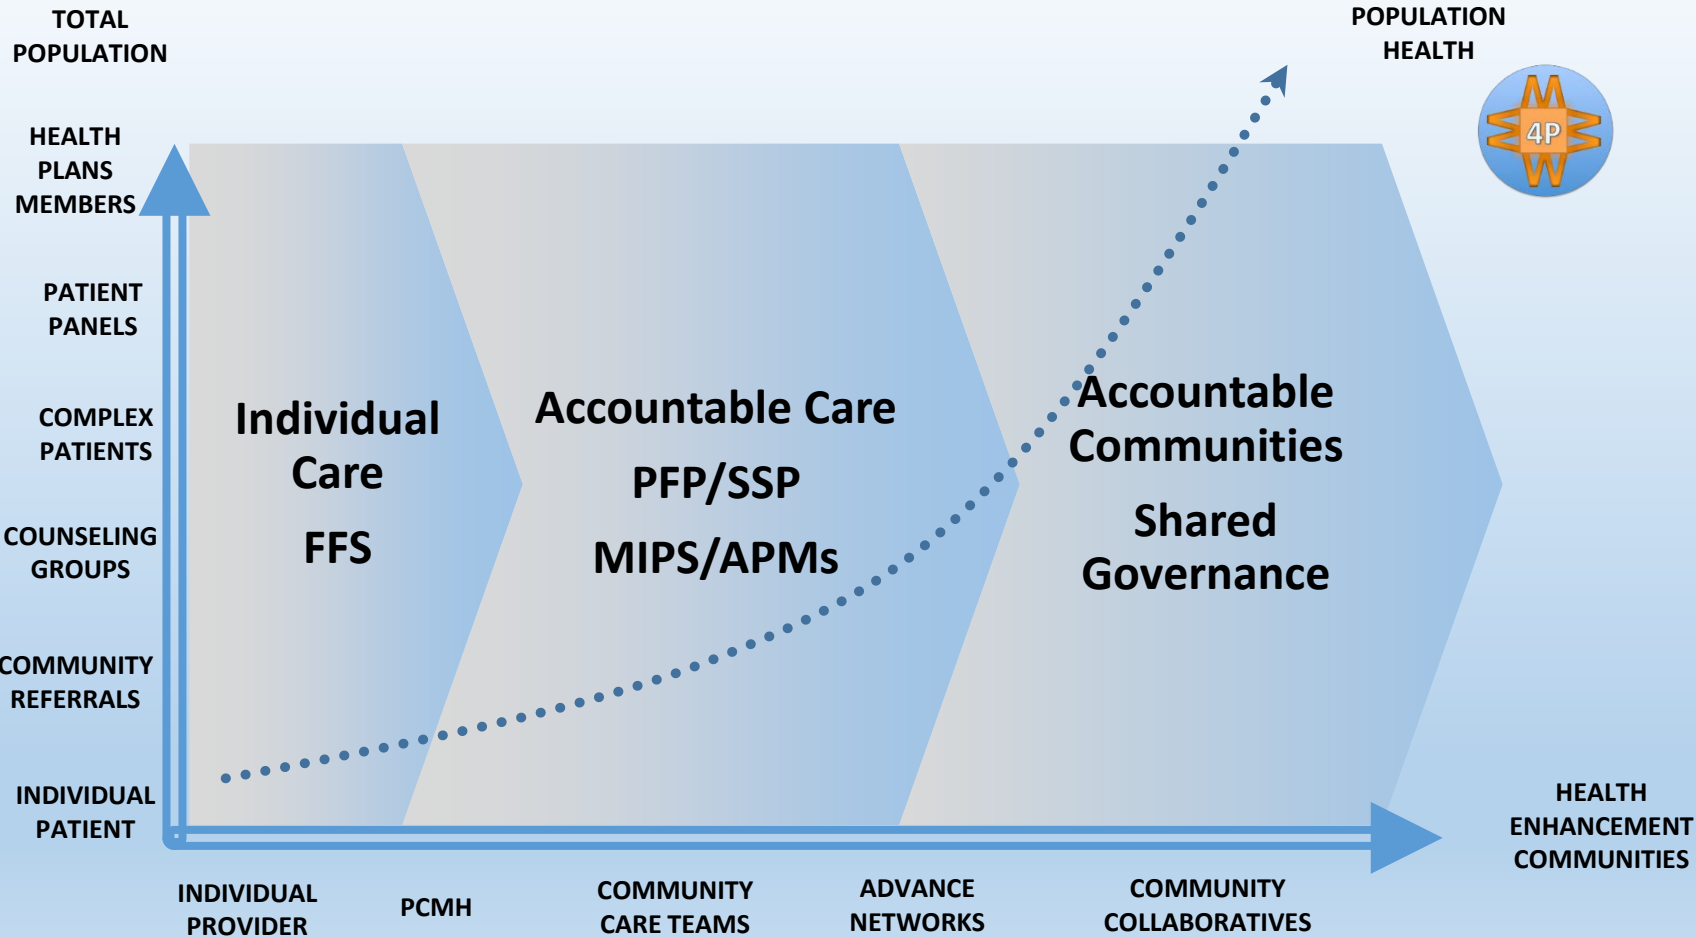 TOTAL
POPULATION
POPULATION
HEALTH
4P
HEALTH
PLANS
MEMBERS
PATIENT
PANELS
COMPLEX
PATIENTS
COUNSELING
GROUPS
COMMUNITY
REFERRALS
INDIVIDUAL
PATIENT
Individual
Care
FFS
Accountable Care
PFP/SSP
MIPS/APMs
Accountable
Communities
Shared
Governance
INDIVIDUAL
PROVIDER
PCMH
COMMUNITY
CARE TEAMS
ADVANCE
NETWORKS
COMMUNITY
COLLABORATIVES
HEALTH
ENHANCEMENT
COMMUNITIES